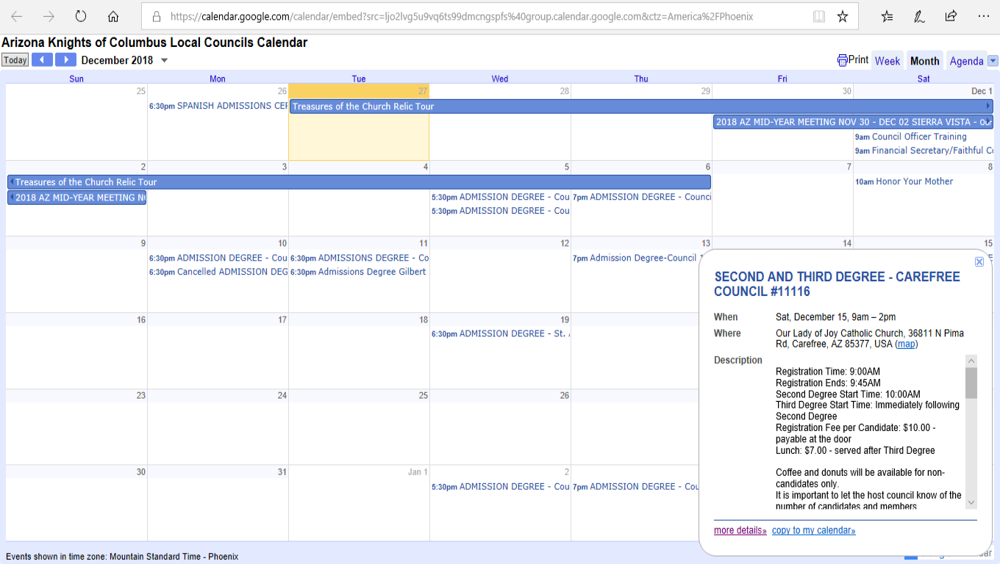 https://calendar.google.com/calendar/embed?src=ljo2lvg5u9vq6ts99dmcngspfs%40group.calendar.google.com&ctz=America%2FPhoenix
Arizona Knights of Columbus Local Councils Calendar
Today December 2018 Print Week Month Agenda
Sun Mon Tue Wed Thu Fri Sat
25 26 27 28 29 30 Dec 1
6:30pm SPANISH ADMISSIONS CER Treasures of the Church Relic Tour
2018 AZ MID-YEAR MEETING NOV 30 - DEC 02 SIERRA VISTA - Our
9am Council Officer Training
9am Financial Secretary/Faithful Co
2 3 4 5 6 7 8
Treasures of the Church Relic Tour 10am Honor Your Mother
2018 AZ MID-YEAR MEETING NO 5:30pm ADMISSION DEGREE - Cou 7pm ADMISSION DEGREE - Counci
5:30pm ADMISSION DEGREE - Cou
9 10 11 12 13 14 15
6:30pm ADMISSION DEGREE - Cou 6:30pm ADMISSIONS DEGREE - Co 7pm Admission Degree-Council
6:30pm Cancelled ADMISSION DEG 6:30pm Admissions Degree Gilbert
16 17 18 19
6:30pm ADMISSION DEGREE - St.
23 24 25 26
30 31 Jan 1 2
5:30pm ADMISSION DEGREE - Cou 7pm ADMISSION DEGREE - Cou
SECOND AND THIRD DEGREE - CAREFREE
COUNCIL #11116
When Sat, December 15, 9am – 2pm
Where Our Lady of Joy Catholic Church, 36811 N Pima
Rd, Carefree, AZ 85377, USA (map)
Description
Registration Time: 9:00AM
Registration Ends: 9:45AM
Second Degree Start Time: 10:00AM
Third Degree Start Time: Immediately following
Second Degree
Registration Fee per Candidate: $10.00 -
payable at the door
Lunch: $7.00 - served after Third Degree
Coffee and donuts will be available for non-
candidates only.
It is important to let the host council know of the
number of candidates and members
more details» copy to my calendar»
Events shown in time zone: Mountain Standard Time - Phoenix